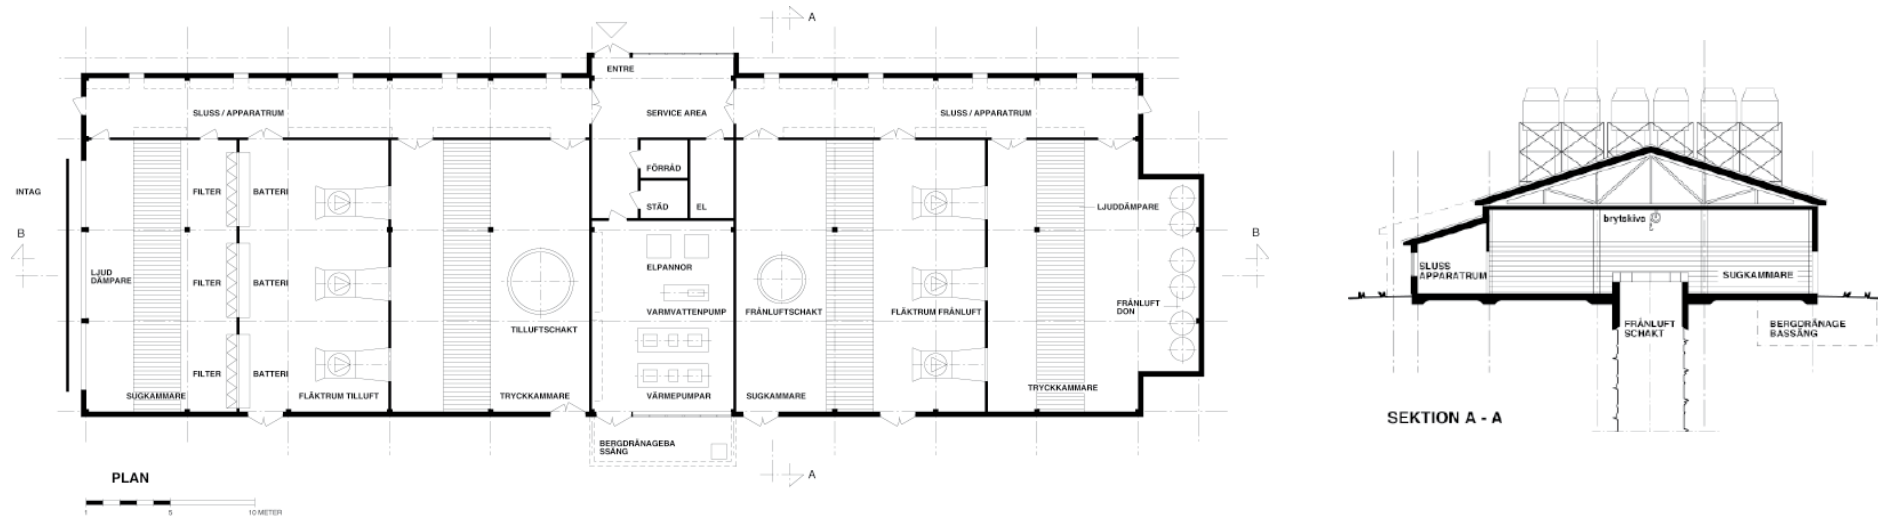 A
ENTRE
SLUSS / APPARATRUM
SERVICE AREA
SLUSS / APPARATRUM
FÖRRÅD
INTAG
FILTER
BATTERI
STÄD
EL
LJUDDÄMPARE
B
B
LJUD
DÄMPARE
FILTER
BATTERI
ELPANNOR
VARMVATTENPUMP
FRÅNLUFTSCHAKT
FLÄKTRUM FRÅNLUFT
FRÅNLUFT
DON
TILLUFTSCHAKT
FILTER
BATTERI
SUGKAMMARE
FLÄKTRUM TILLUFT
TRYCKKAMMARE
VÄRMEPUMPAR
SUGKAMMARE
TRYCKKAMMARE
BERGDRÄNAGEBA
SSÄNG
A
PLAN
1 5 10 METER
brytskiva
SLUSS
APPARATRUM
SUGKAMMARE
FRÅNLUFT
SCHAKT
BERGDRÄNAGE
BASSÄNG
SEKTION A - A